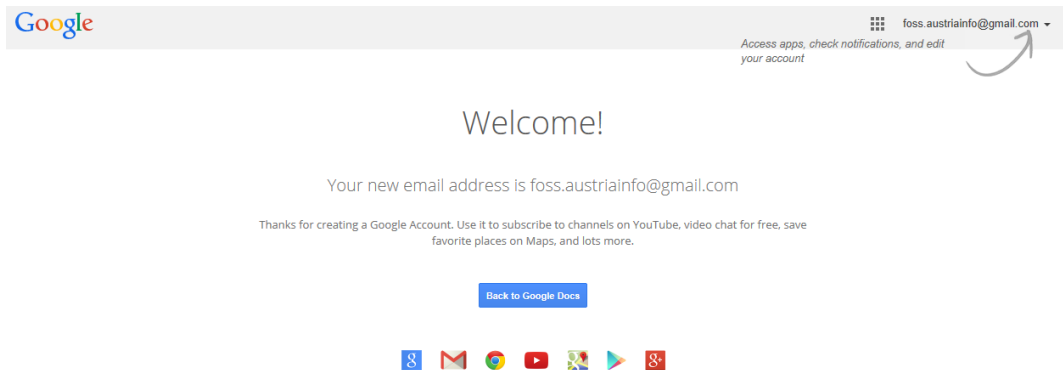 Google
foss.austriainfo@gmail.com
Access apps, check notifications, and edit
your account
Welcome!
Your new email address is foss.austriainfo@gmail.com
Thanks for creating a Google Account. Use it to subscribe to channels on YouTube, video chat for free, save
favorite places on Maps, and lots more.
Back to Google Docs